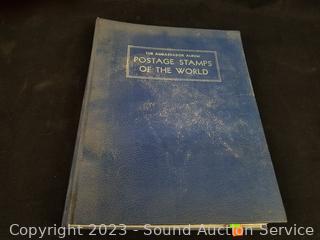 THE AMBASSADOR ALBUM
POSTAGE STAMPS
OF THE WORLD
Copyright 2023 - Sound Auction Service